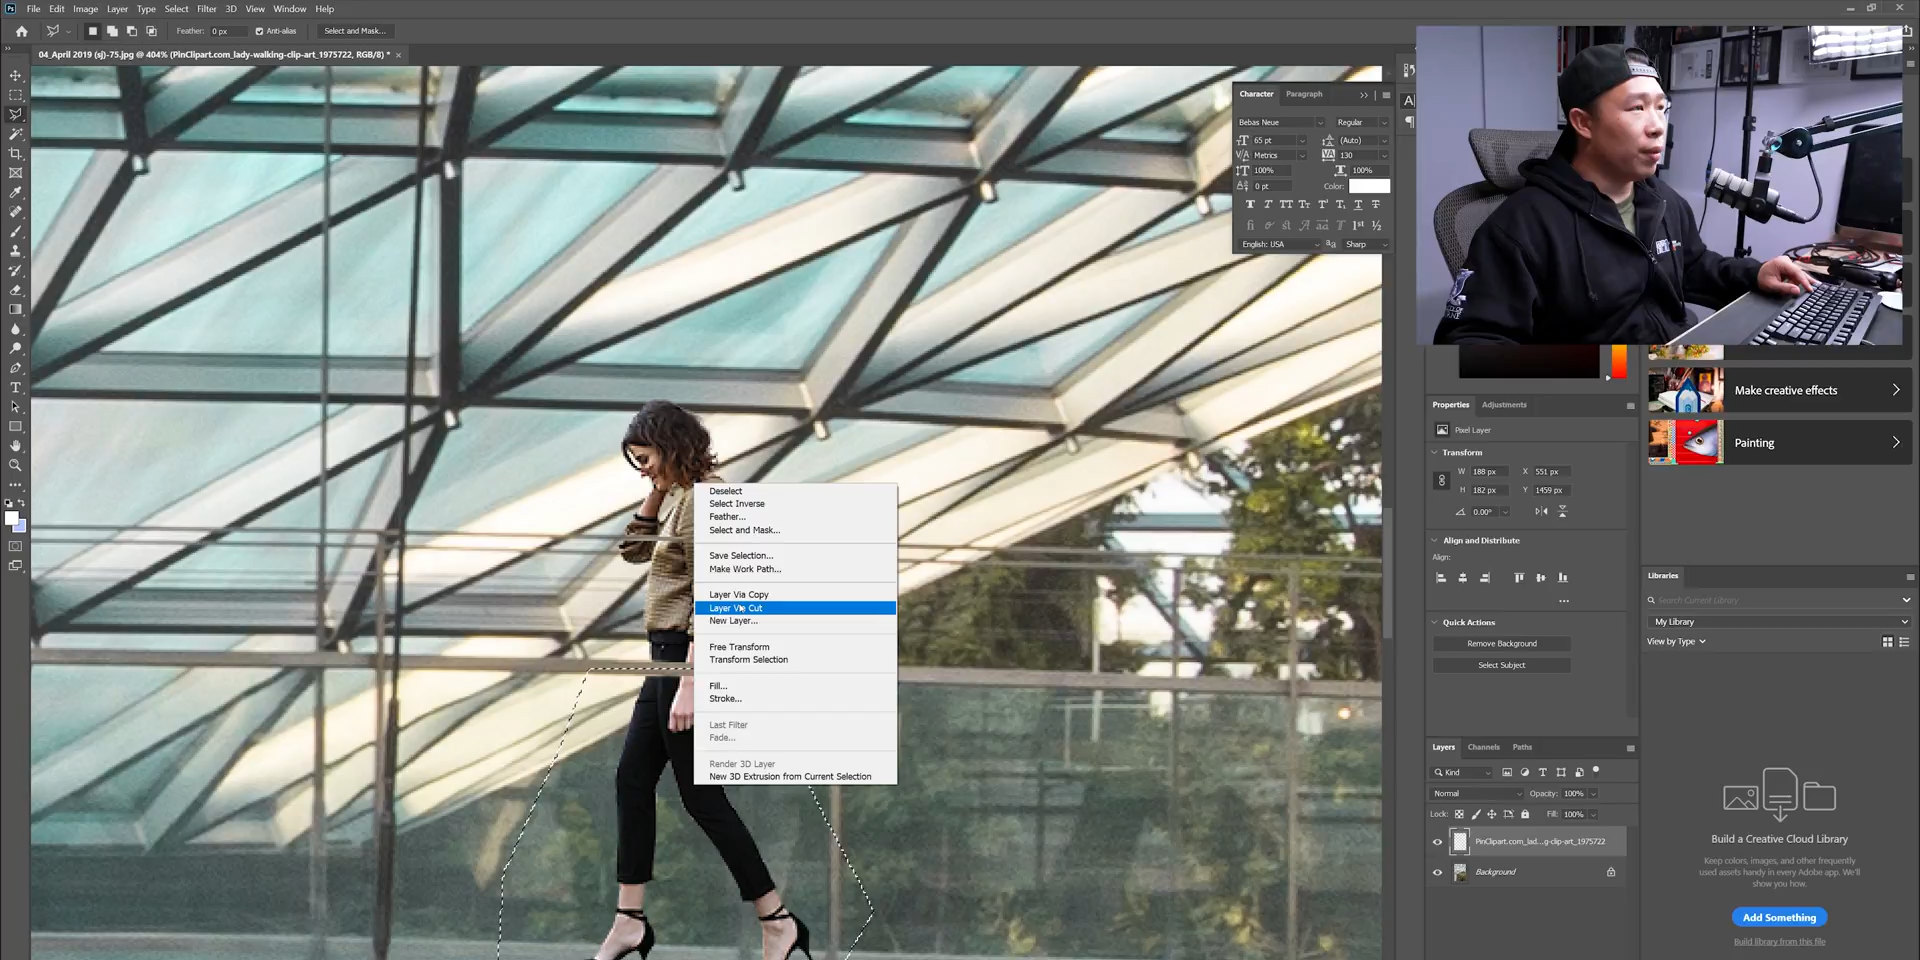 File Edit Image Layer Type Select Filter 3D View Window Help
Feather: 0 px Anti-alias Select and Mask...
04_April 2019 (sj)-75.jpg @ 404% (PinClipart.com_lady-walking-clip-art_1975722, RGB/8) *
Character Paragraph
Bebas Neue Regular
65 pt (Auto)
Metrics 130
100% 100%
0 pt Color:
English: USA Sharp
Make creative effects
Painting
Properties Adjustments
Pixel Layer
Transform
W 188 px X 551 px
H 182 px Y 1459 px
0.00°
Align and Distribute
Align:
Quick Actions
Remove Background
Select Subject
Libraries
Search Current Library
My Library
View by Type
Deselect
Select Inverse
Feather...
Select and Mask...
Save Selection...
Make Work Path...
Layer Via Copy
Layer Via Cut
New Layer...
Free Transform
Transform Selection
Fill...
Stroke...
Last Filter
Fade...
Render 3D Layer
New 3D Extrusion from Current Selection
Layers Channels Paths
Kind
Normal Opacity: 100%
Lock: Fill: 100%
PinClipart.com_lad...g-clip-art_1975722
Background
Build a Creative Cloud Library
Keep colors, images, and other frequently
used assets handy in every Adobe app. We'll
show you how.
Add Something
Build library from this file